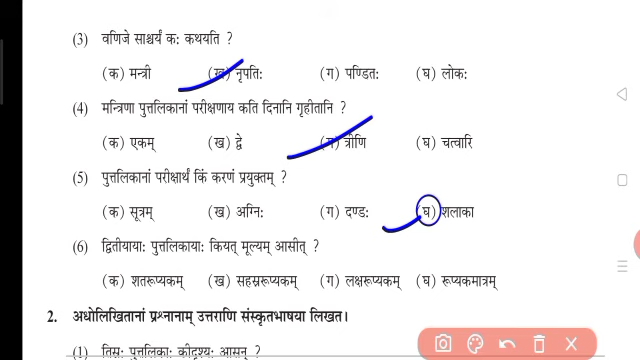 (3) वणिजे साश्चर्यं कः कथयति ?
(क) मन्त्री (ख) नृपतिः (ग) पण्डितः (घ) लोकः
(4) मन्त्रिणा पुत्तलिकानां परीक्षणाय कति दिनानि गृहीतानि ?
(क) एकम् (ख) द्वे (ग) त्रीणि (घ) चत्वारि
(5) पुत्तलिकानां परीक्षार्थं किं करणं प्रयुक्तम् ?
(क) सूत्रम् (ख) अग्निः (ग) दण्डः (घ) शलाका
(6) द्वितीयायाः पुत्तलिकायाः कियत् मूल्यम् आसीत् ?
(क) शतरूप्यकम् (ख) सहस्ररूप्यकम् (ग) लक्षरूप्यकम् (घ) रूप्यकमात्रम्
2. अधोलिखितानां प्रश्नानाम् उत्तराणि संस्कृतभाषया लिखत।
(1) तिस्रः पुत्तलिकाः कीदृश्यः आसन् ?